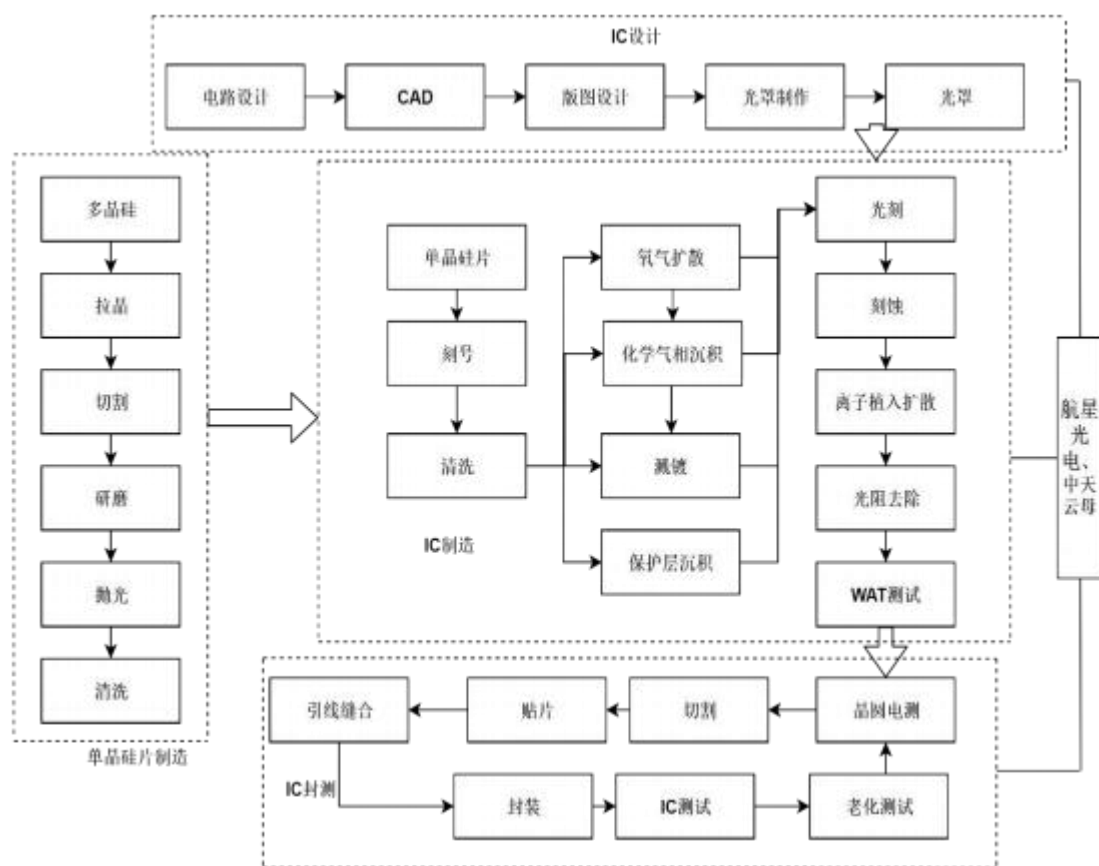 IC设计
电路设计
CAD
版图设计
光罩制作
光罩
多晶硅
拉晶
切割
研磨
抛光
清洗
单晶硅片制造
单晶硅片
刻号
清洗
IC制造
氧气扩散
化学气相沉积
溅镀
保护层沉积
光刻
刻蚀
离子植入扩散
光阻去除
WAT测试
航星
光
电、
中天
云母
引线缝合
贴片
切割
晶圆电测
IC封测
封装
IC测试
老化测试